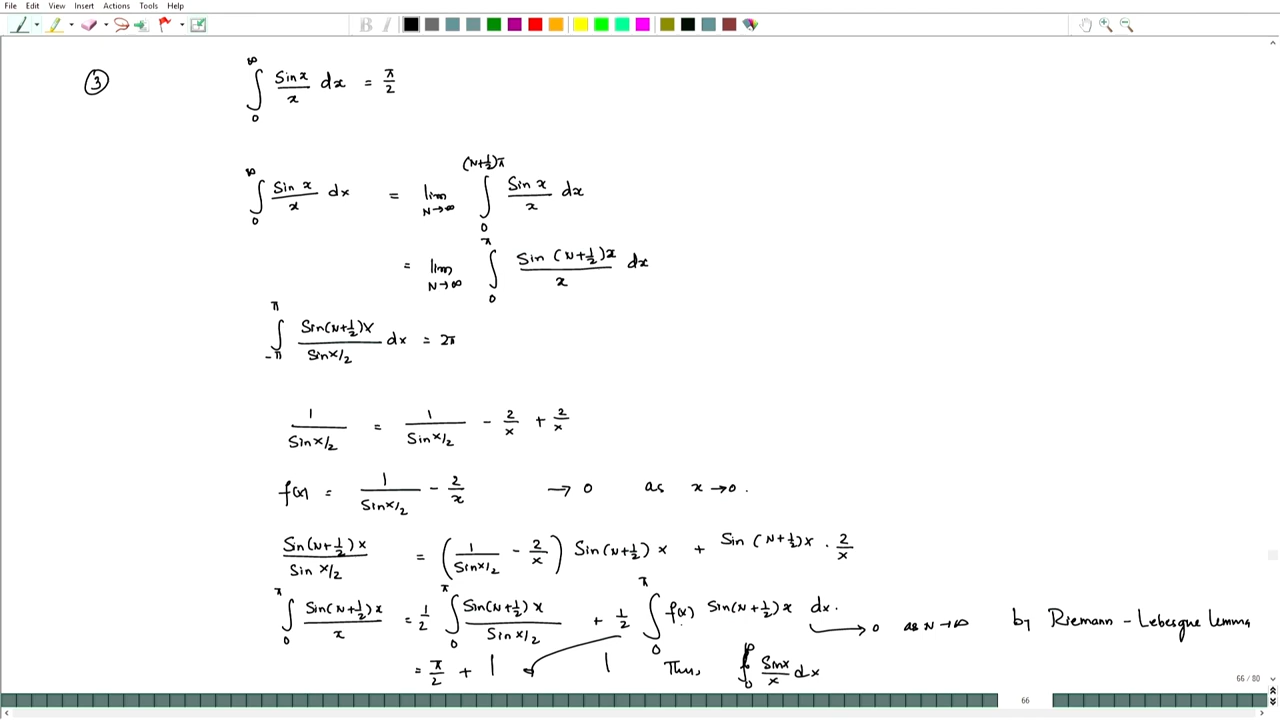 File Edit View Insert Actions Tools Help
B I
③ ∫₀^∞ Sin x / x dx = π/2
∫₀^∞ Sin x / x dx = lim N→∞ ∫₀^{(N+½)π} Sin x / x dx
= lim N→∞ ∫₀^π Sin (N+½)x / x dx
∫_{-π}^π Sin(N+½)x / Sin x/2 dx = 2π
1 / Sin x/2 = 1 / Sin x/2 - 2/x + 2/x
f(x) = 1 / Sin x/2 - 2/x → 0 as x→0.
Sin(N+½)x / Sin x/2 = (1 / Sin x/2 - 2/x) Sin(N+½)x + Sin (N+½)x . 2/x
∫₀^π Sin(N+½)x / x = ½ ∫₀^π Sin(N+½)x / Sin x/2 + ½ ∫₀^π f(x) Sin(N+½)x dx. → 0 as N→∞ by Riemann - Lebesgue lemma
= π/2 + | | Thus, ∫₀^∞ Sin x / x dx
66 / 80
66